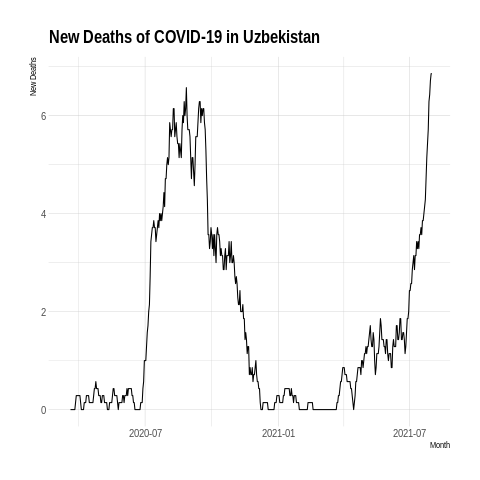 New Deaths of COVID-19 in Uzbekistan
New Deaths
6
4
2
0
2020-07
2021-01
2021-07
Month